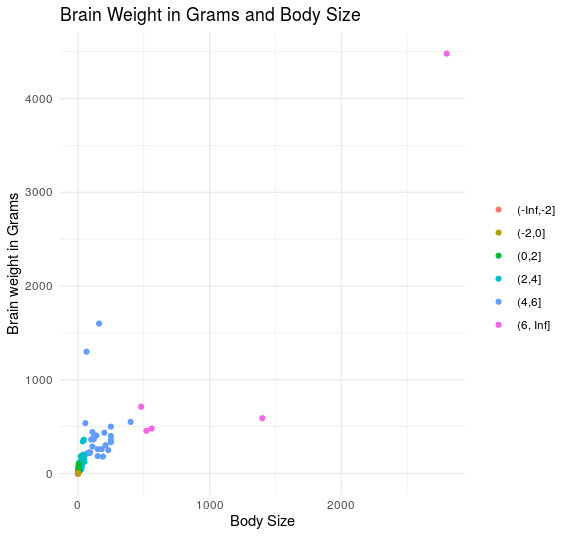 Brain Weight in Grams and Body Size
Brain weight in Grams
4000
3000
2000
1000
0
0 1000 2000
Body Size
(-Inf,-2]
(-2,0]
(0,2]
(2,4]
(4,6]
(6, Inf]